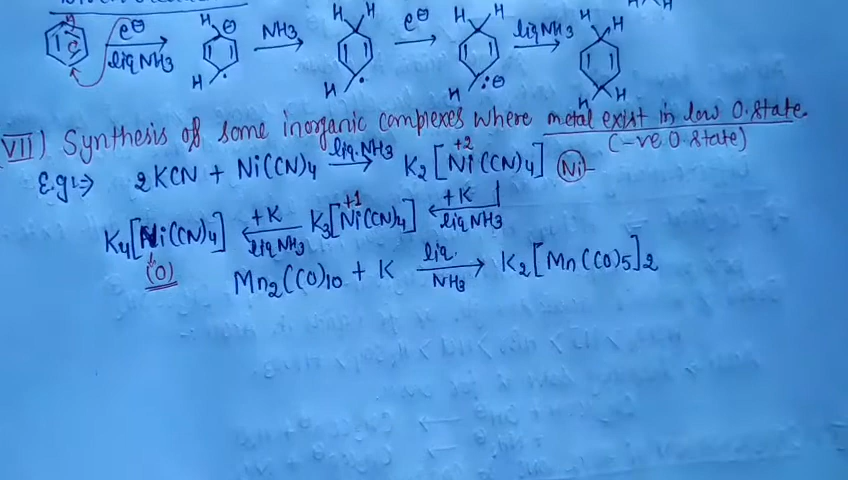 H H
H ⊖ H H H H H H
e⊖ liq NH3 → NH3 → e⊖ → liq NH3 →
H . H . H :⊖ H H
VII) Synthesis of some inorganic complexes where metal exist in low O.state.
(-ve O.state)
E.g:→ 2KCN + Ni(CN)4 liq.NH3 → K2[Ni(CN)4] +2 Ni
K4[Ni(CN)4] ← +K liq NH3 K3[Ni(CN)4] +1 ← +K liq NH3
(0)
Mn2(CO)10 + K liq. NH3 → K2[Mn(CO)5]2